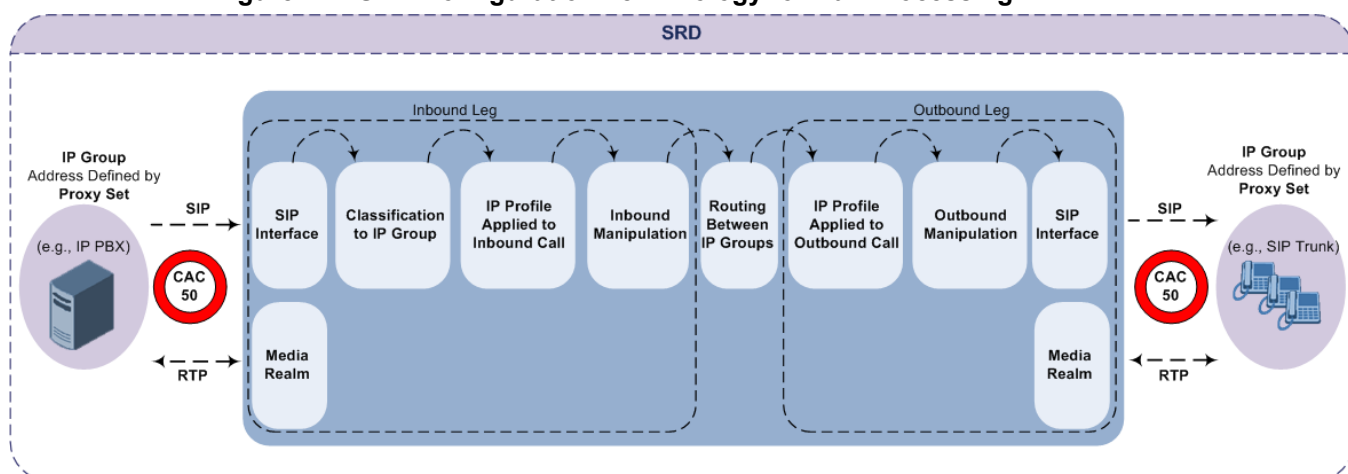 SRD
Inbound Leg
Outbound Leg
IP Group
Address Defined by
Proxy Set
(e.g., IP PBX)
SIP
CAC
50
RTP
SIP
Interface
Classification
to IP Group
IP Profile
Applied to
Inbound Call
Inbound
Manipulation
Routing
Between
IP Groups
IP Profile
Applied to
Outbound Call
Outbound
Manipulation
SIP
Interface
Media
Realm
Media
Realm
SIP
CAC
50
RTP
IP Group
Address Defined by
Proxy Set
(e.g., SIP Trunk)